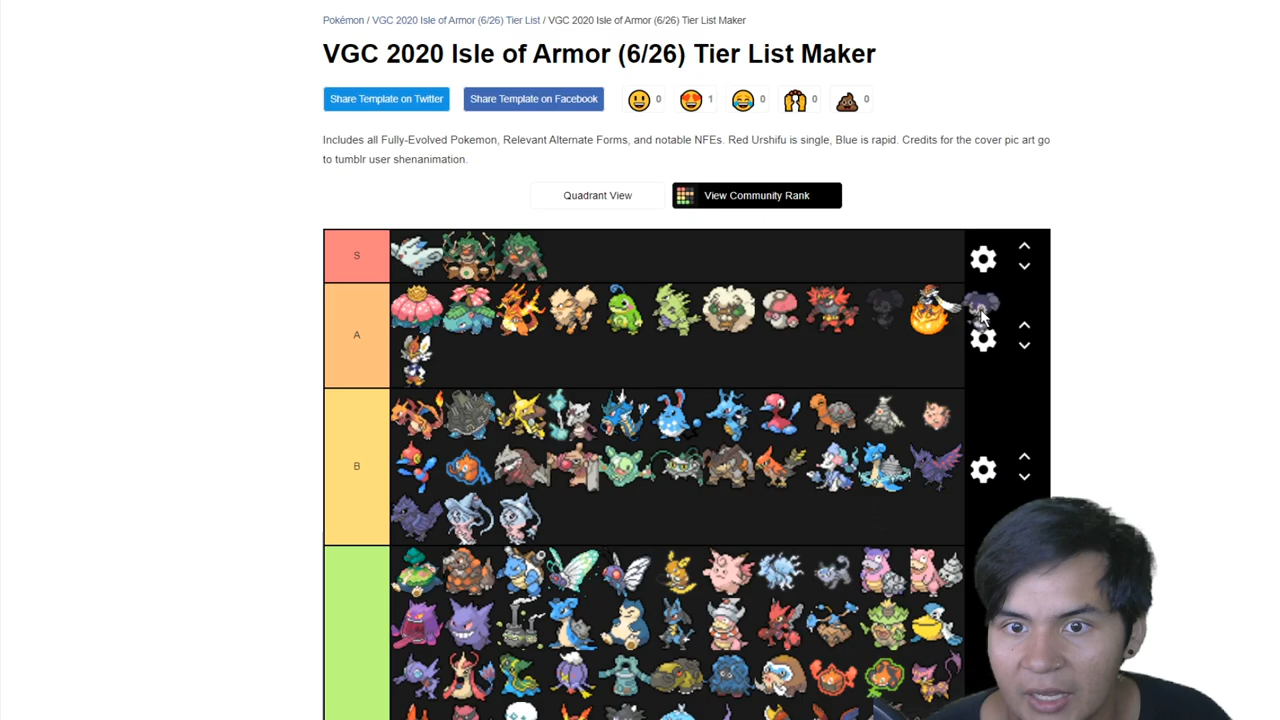 Pokémon / VGC 2020 Isle of Armor (6/26) Tier List / VGC 2020 Isle of Armor (6/26) Tier List Maker
VGC 2020 Isle of Armor (6/26) Tier List Maker
Share Template on Twitter
Share Template on Facebook
0
1
0
0
0
Includes all Fully-Evolved Pokemon, Relevant Alternate Forms, and notable NFEs. Red Urshifu is single, Blue is rapid. Credits for the cover pic art go
to tumblr user shenanimation.
Quadrant View
View Community Rank
S
A
B